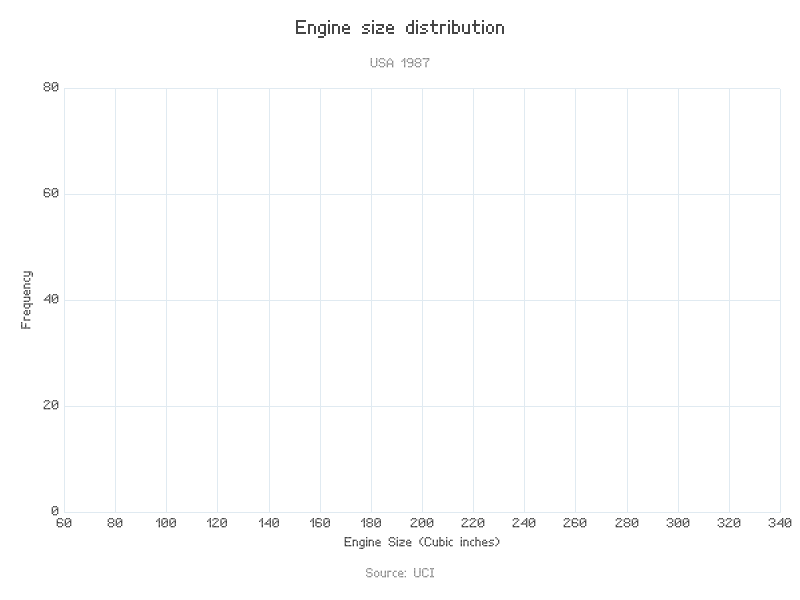 Engine size distribution
USA 1987
80
60
40
20
0
Frequency
60 80 100 120 140 160 180 200 220 240 260 280 300 320 340
Engine Size (Cubic inches)
Source: UCI